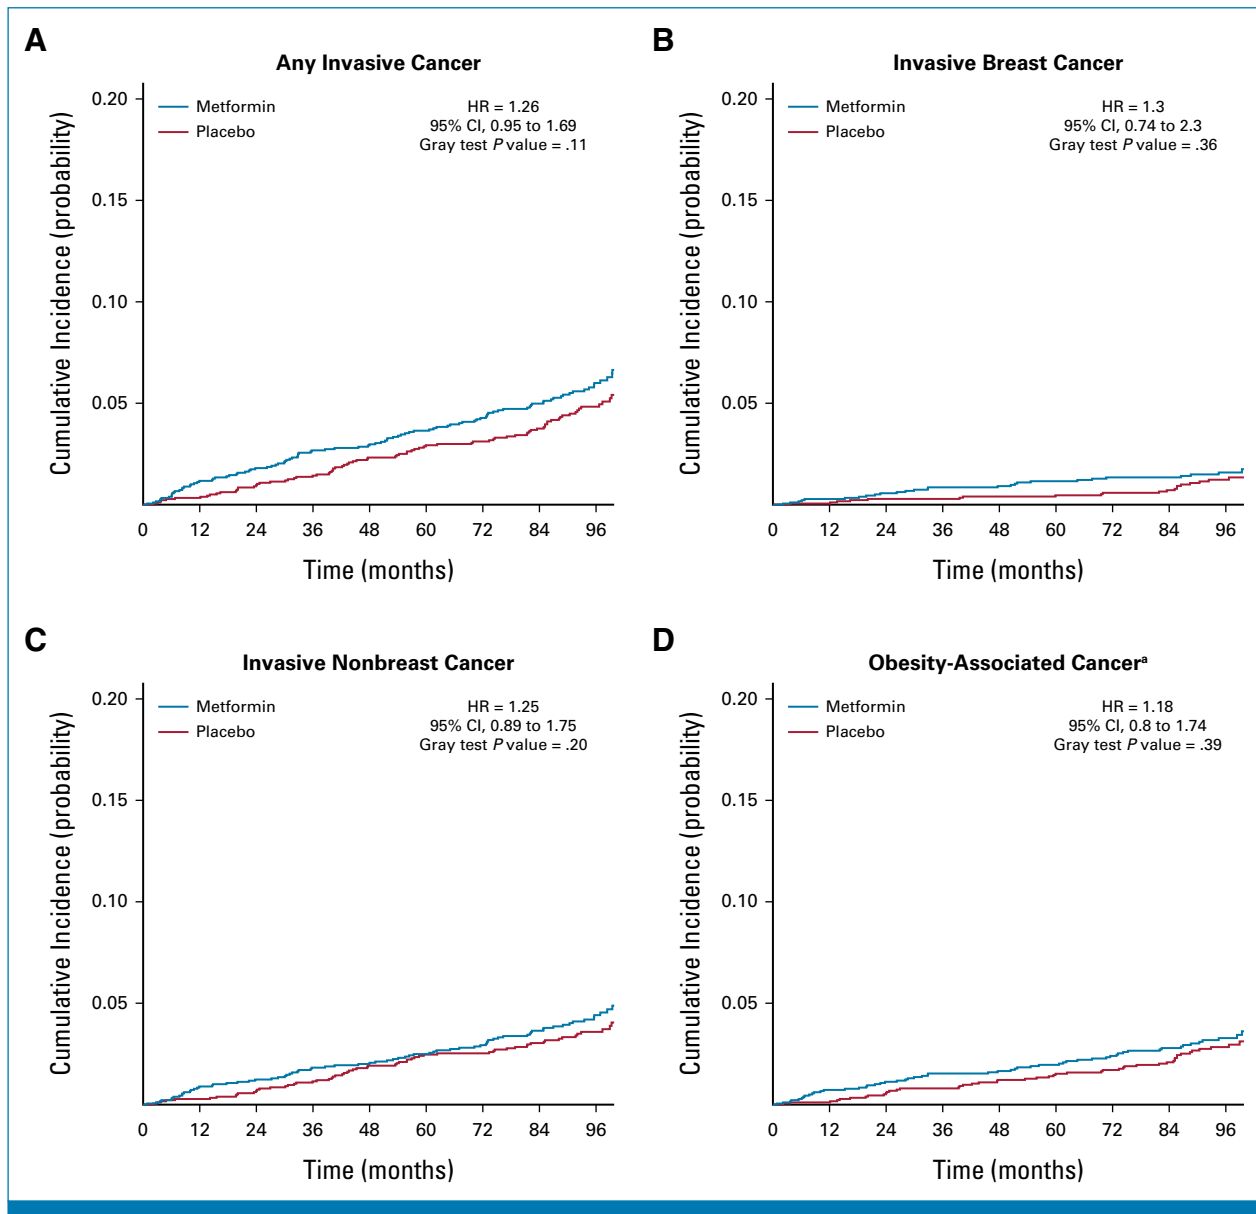 A
Any Invasive Cancer
Cumulative Incidence (probability)
0.20
0.15
0.10
0.05
Metformin
Placebo
HR = 1.26
95% CI, 0.95 to 1.69
Gray test P value = .11
0 12 24 36 48 60 72 84 96
Time (months)
B
Invasive Breast Cancer
Cumulative Incidence (probability)
0.20
0.15
0.10
0.05
Metformin
Placebo
HR = 1.3
95% CI, 0.74 to 2.3
Gray test P value = .36
0 12 24 36 48 60 72 84 96
Time (months)
C
Invasive Nonbreast Cancer
Cumulative Incidence (probability)
0.20
0.15
0.10
0.05
Metformin
Placebo
HR = 1.25
95% CI, 0.89 to 1.75
Gray test P value = .20
0 12 24 36 48 60 72 84 96
Time (months)
D
Obesity-Associated Cancerᵃ
Cumulative Incidence (probability)
0.20
0.15
0.10
0.05
Metformin
Placebo
HR = 1.18
95% CI, 0.8 to 1.74
Gray test P value = .39
0 12 24 36 48 60 72 84 96
Time (months)